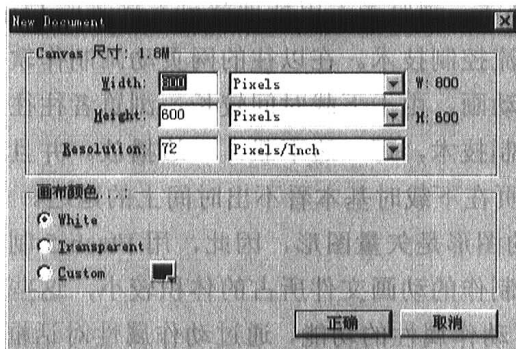 New Document
Canvas 尺寸: 1.8M
Width: 800 Pixels W: 800
Height: 600 Pixels H: 600
Resolution: 72 Pixels/Inch
画布颜色...:
White
Transparent
Custom
正确 取消